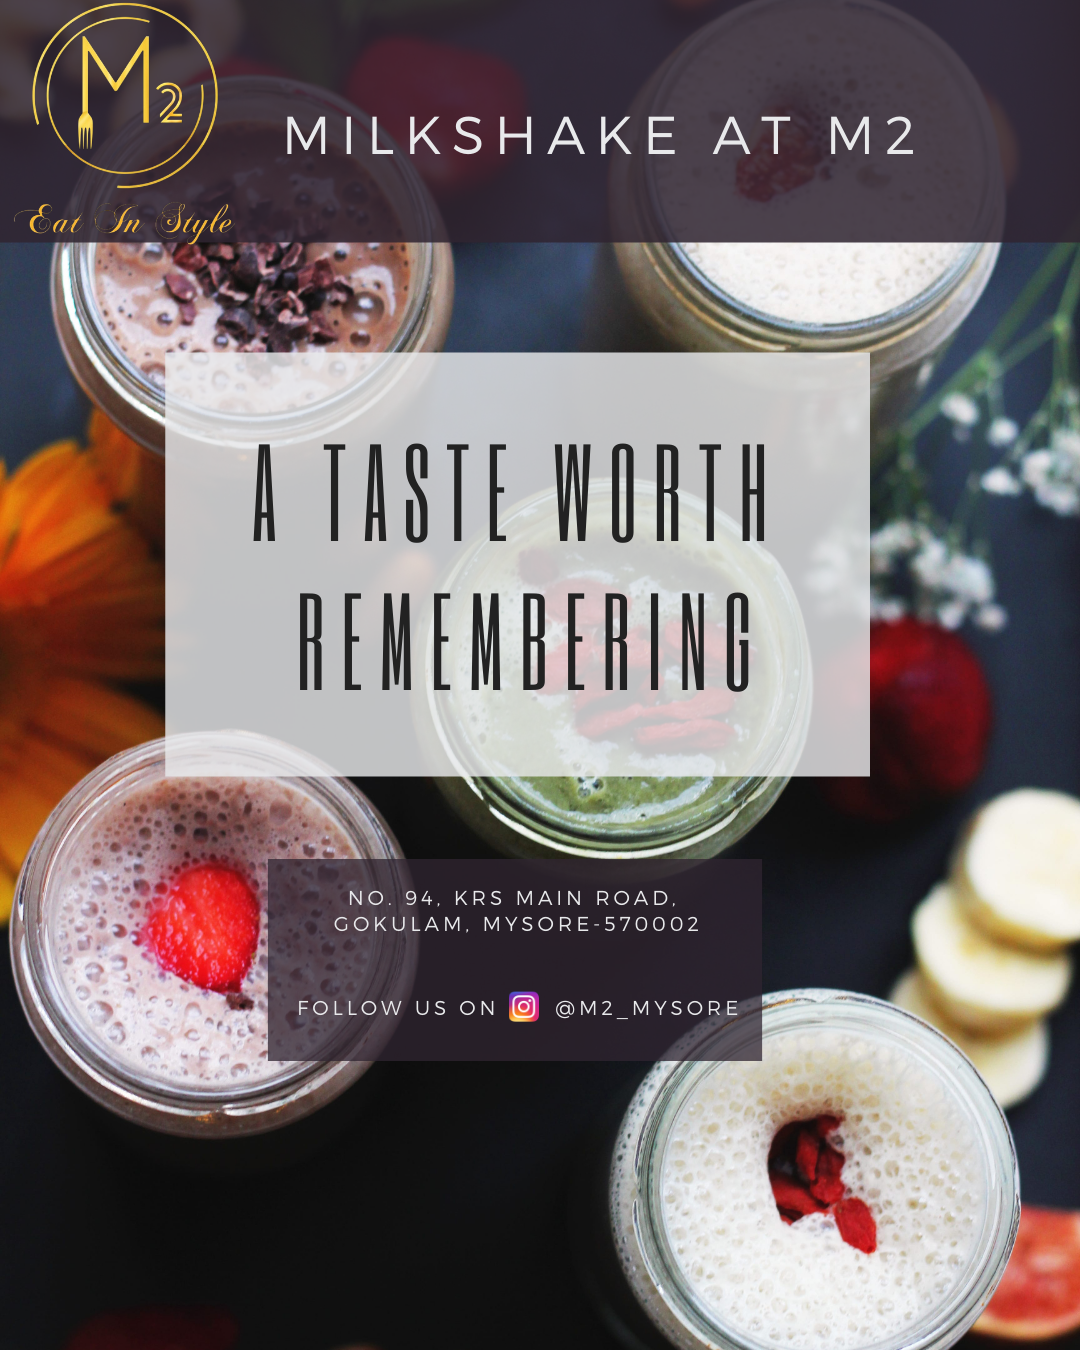 M2
Eat In Style
MILKSHAKE AT M2
A TASTE WORTH
REMEMBERING
NO. 94, KRS MAIN ROAD,
GOKULAM, MYSORE-570002
FOLLOW US ON @M2_MYSORE